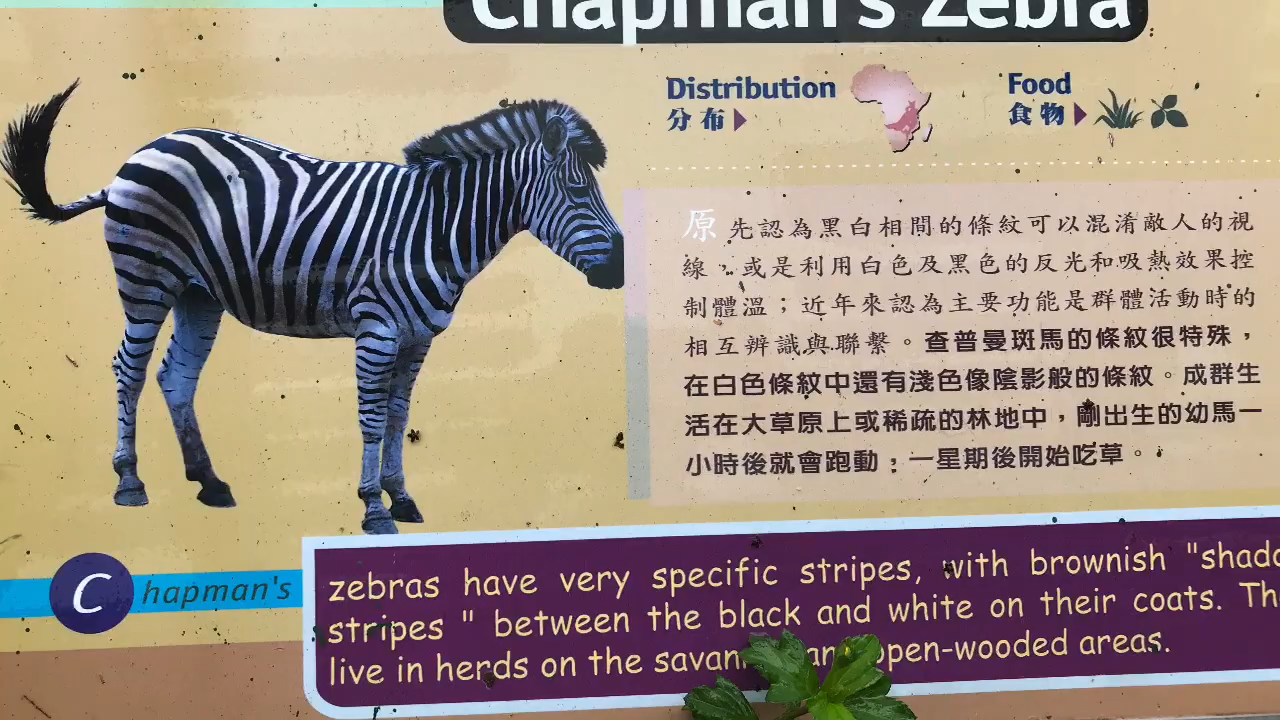 Chapman's Zebra
Distribution
分布
Food
食物
原先認為黑白相間的條紋可以混淆敵人的視
線，或是利用白色及黑色的反光和吸熱效果控
制體溫；近年來認為主要功能是群體活動時的
相互辨識與聯繫。查普曼斑馬的條紋很特殊，
在白色條紋中還有淺色像陰影般的條紋。成群生
活在大草原上或稀疏的林地中，剛出生的幼馬一
小時後就會跑動，一星期後開始吃草。
Chapman's
zebras have very specific stripes, with brownish "shado
stripes " between the black and white on their coats. The
live in herds on the open-wooded areas.